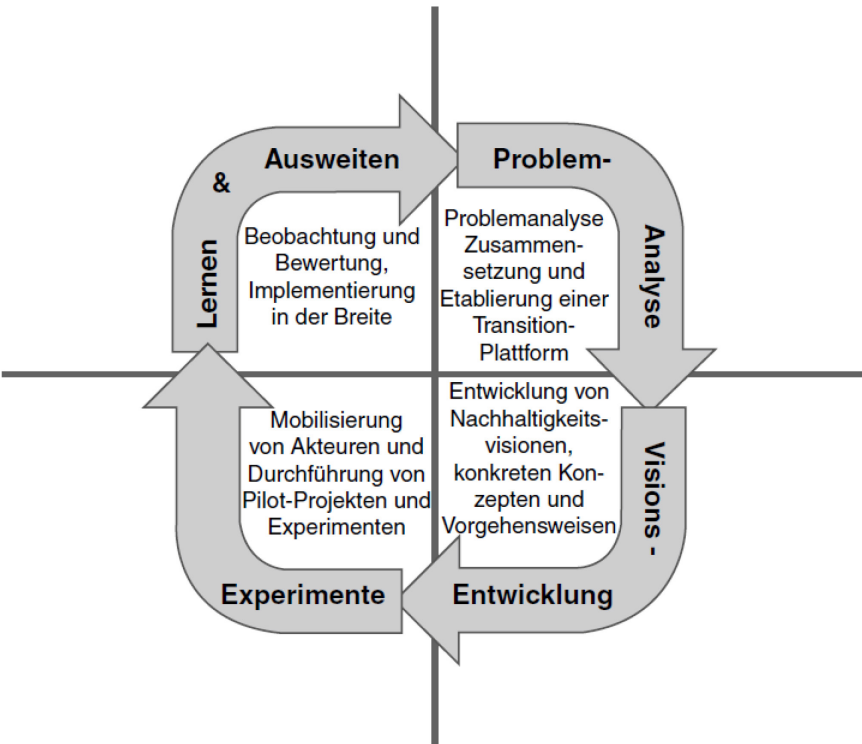 Problem-
Analyse
Problemanalyse
Zusammen-
setzung und
Etablierung einer
Transition-
Plattform
Visions -
Entwicklung
Entwicklung von
Nachhaltigkeits-
visionen,
konkreten Kon-
zepten und
Vorgehensweisen
Experimente
Mobilisierung
von Akteuren und
Durchführung von
Pilot-Projekten und
Experimenten
Lernen
&
Ausweiten
Beobachtung und
Bewertung,
Implementierung
in der Breite